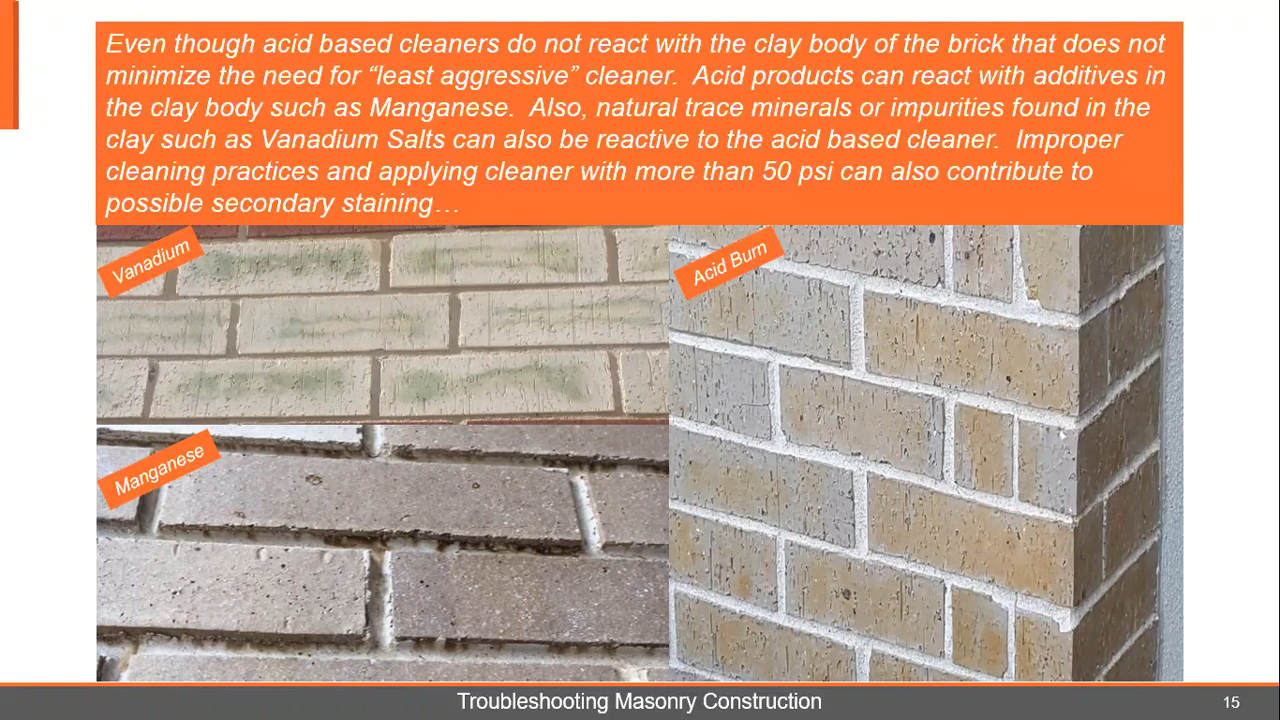 Even though acid based cleaners do not react with the clay body of the brick that does not
minimize the need for “least aggressive” cleaner.  Acid products can react with additives in
the clay body such as Manganese.  Also, natural trace minerals or impurities found in the
clay such as Vanadium Salts can also be reactive to the acid based cleaner.  Improper
cleaning practices and applying cleaner with more than 50 psi can also contribute to
possible secondary staining…
Vanadium
Acid Burn
Manganese
Troubleshooting Masonry Construction
15